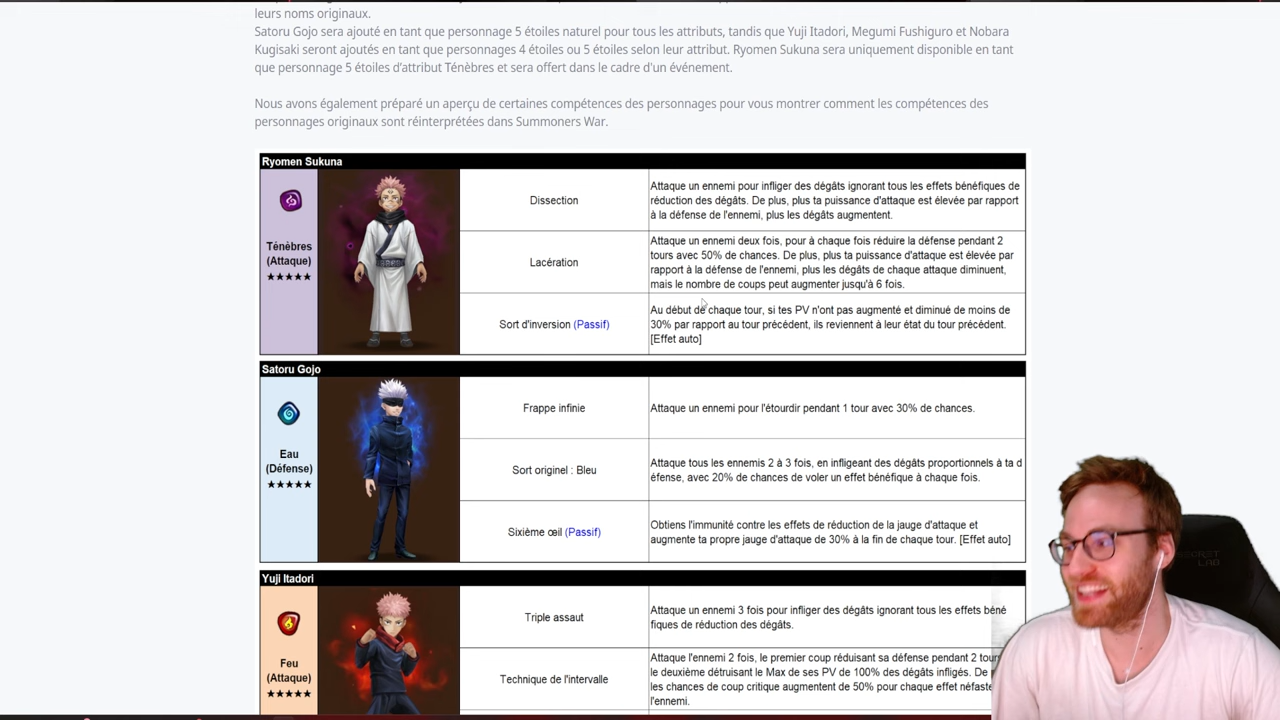 leurs noms originaux.
Satoru Gojo sera ajouté en tant que personnage 5 étoiles naturel pour tous les attributs, tandis que Yuji Itadori, Megumi Fushiguro et Nobara
Kugisaki seront ajoutés en tant que personnages 4 étoiles ou 5 étoiles selon leur attribut. Ryomen Sukuna sera uniquement disponible en tant
que personnage 5 étoiles d'attribut Ténèbres et sera offert dans le cadre d'un événement.
Nous avons également préparé un aperçu de certaines compétences des personnages pour vous montrer comment les compétences des
personnages originaux sont réinterprétées dans Summoners War.
Ryomen Sukuna
Ténèbres
(Attaque)
★★★★★
Dissection
Attaque un ennemi pour infliger des dégâts ignorant tous les effets bénéfiques de
réduction des dégâts. De plus, plus ta puissance d'attaque est élevée par rapport
à la défense de l'ennemi, plus les dégâts augmentent.
Lacération
Attaque un ennemi deux fois, pour à chaque fois réduire la défense pendant 2
tours avec 50% de chances. De plus, plus ta puissance d'attaque est élevée par
rapport à la défense de l'ennemi, plus les dégâts de chaque attaque diminuent,
mais le nombre de coups peut augmenter jusqu'à 6 fois.
Sort d'inversion (Passif)
Au début de chaque tour, si tes PV n'ont pas augmenté et diminué de moins de
30% par rapport au tour précédent, ils reviennent à leur état du tour précédent.
[Effet auto]
Satoru Gojo
Eau
(Défense)
★★★★★
Frappe infinie
Attaque un ennemi pour l'étourdir pendant 1 tour avec 30% de chances.
Sort originel : Bleu
Attaque tous les ennemis 2 à 3 fois, en infligeant des dégâts proportionnels à ta d
éfense, avec 20% de chances de voler un effet bénéfique à chaque fois.
Sixième œil (Passif)
Obtiens l'immunité contre les effets de réduction de la jauge d'attaque et
augmente ta propre jauge d'attaque de 30% à la fin de chaque tour. [Effet auto]
Yuji Itadori
Feu
(Attaque)
★★★★★
Triple assaut
Attaque un ennemi 3 fois pour infliger des dégâts ignorant tous les effets béné
fiques de réduction des dégâts.
Technique de l'intervalle
Attaque l'ennemi 2 fois, le premier coup réduisant sa défense pendant 2
le deuxième détruisant le Max de ses PV de 100% des dégâts infligés.
les chances de coup critique augmentent de 50% pour chaque effet néfaste
l'ennemi.